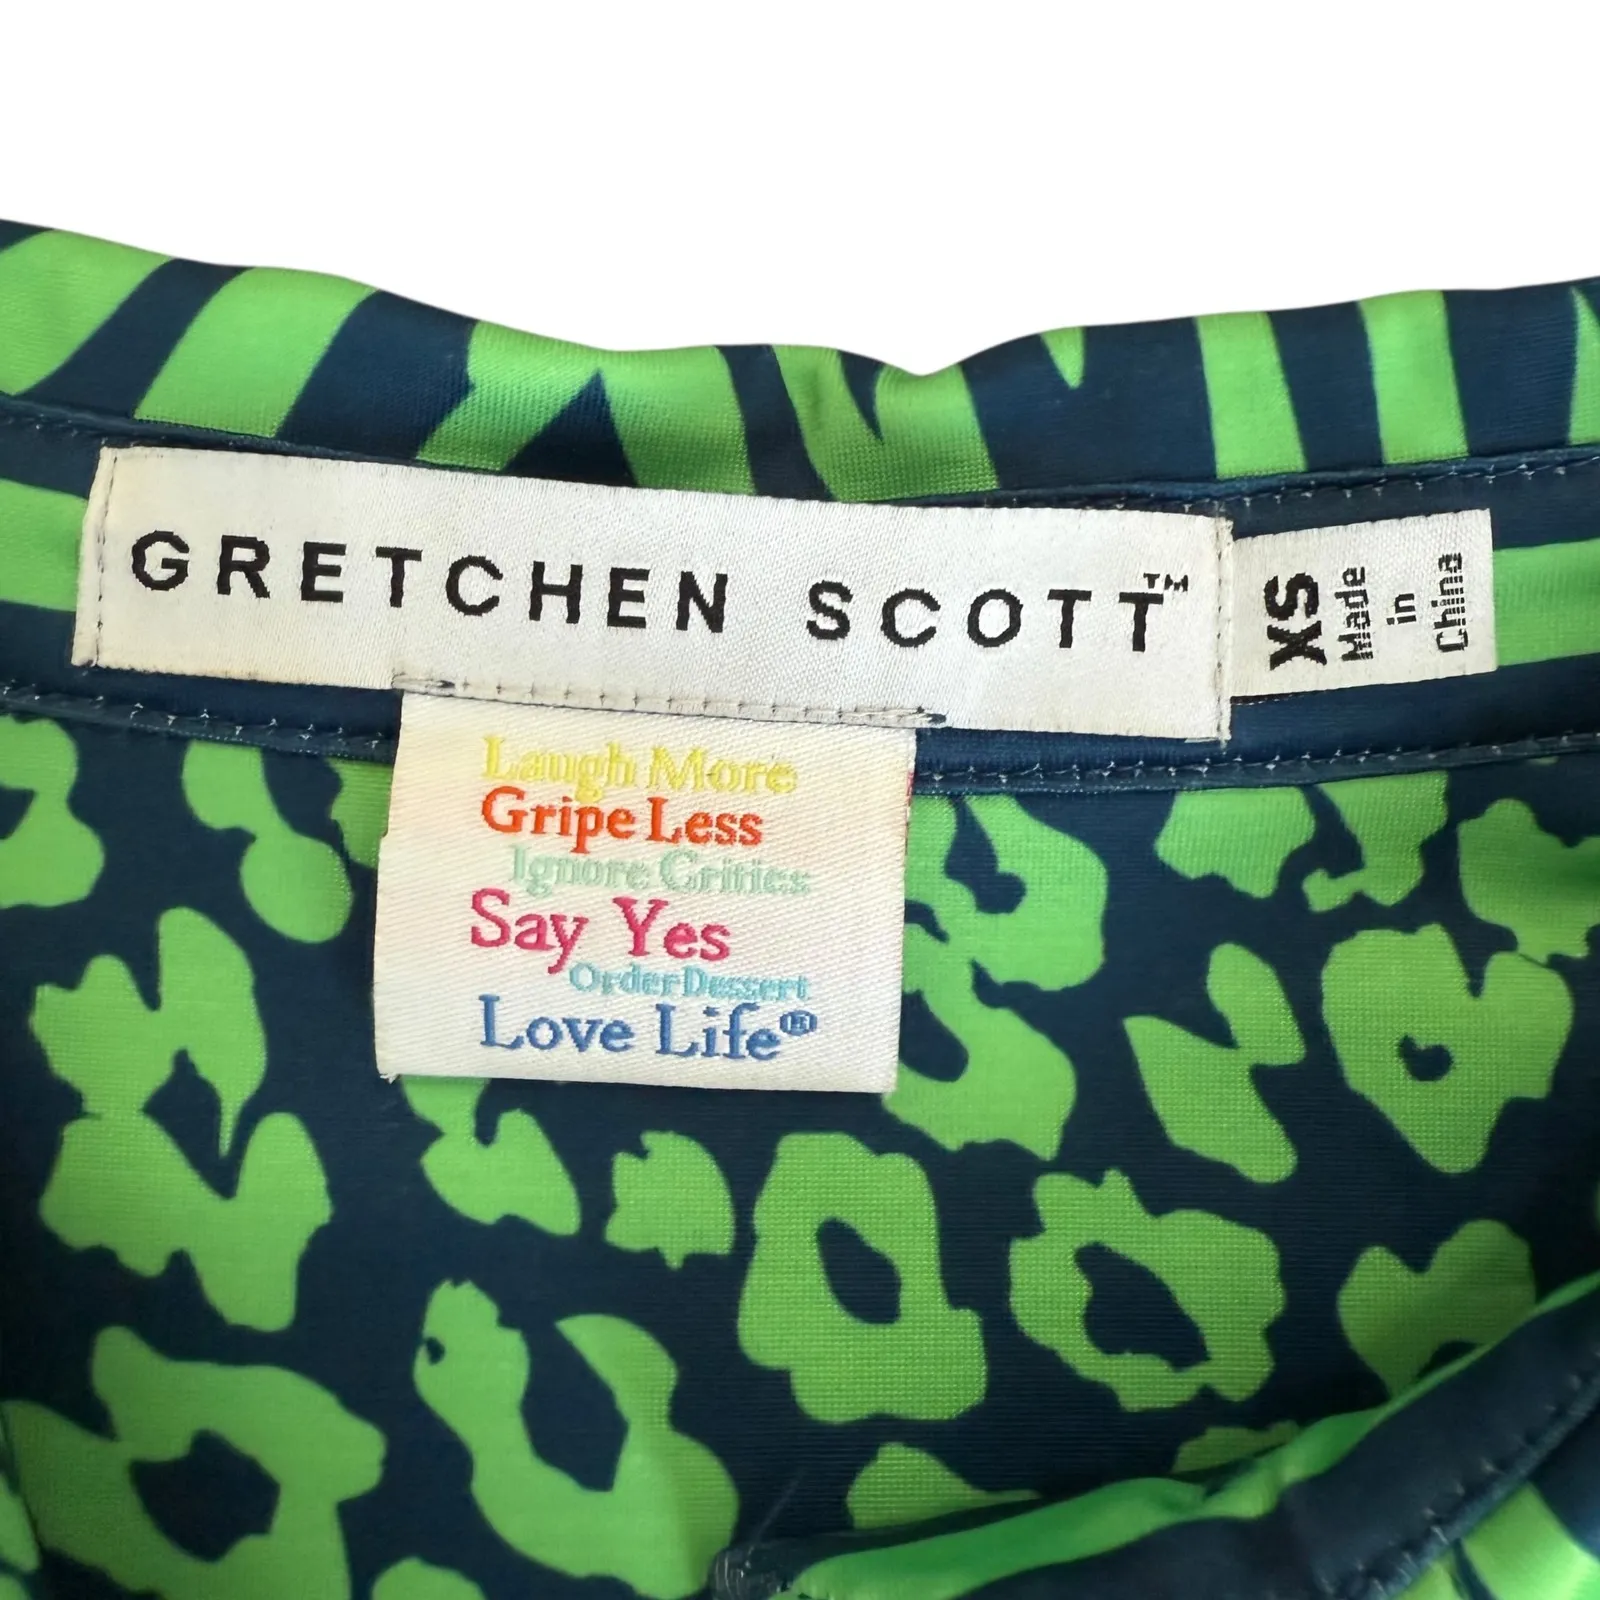 GRETCHEN SCOTT™
XS
Made
in
China
Laugh More
Gripe Less
Ignore Critics
Say Yes
Order Dessert
Love Life®